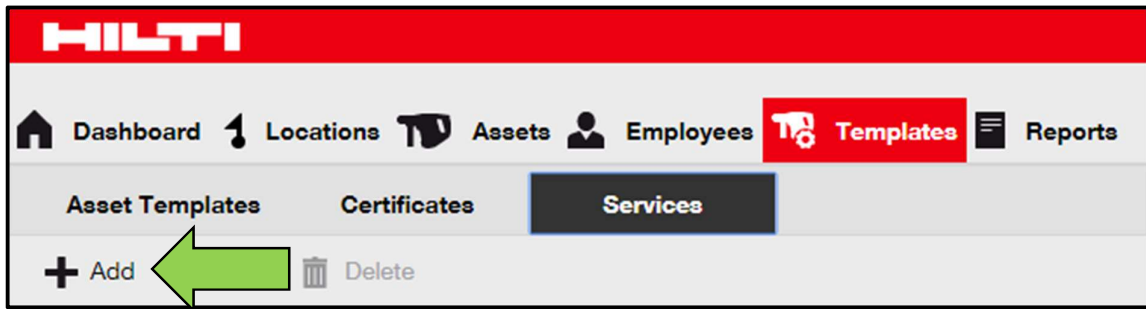 HILTI
Dashboard Locations Assets Employees Templates Reports
Asset Templates Certificates Services
Add Delete